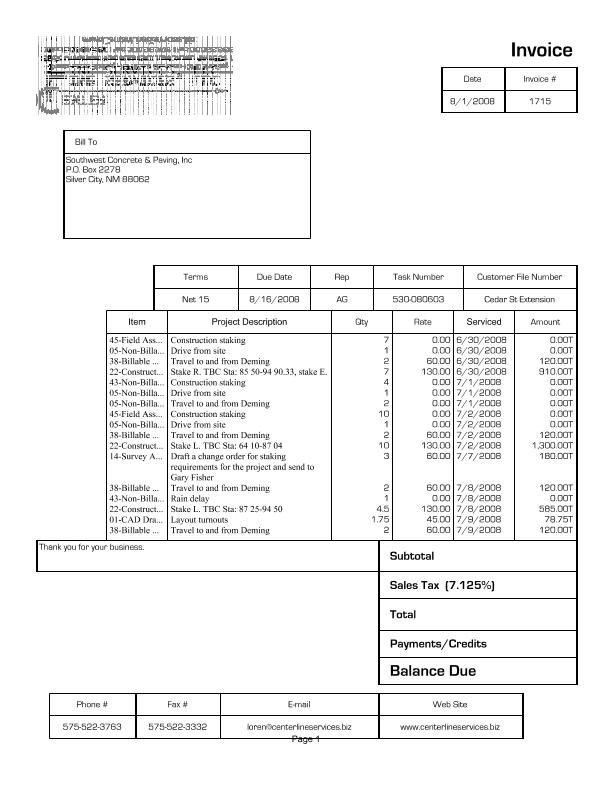 Invoice
Date Invoice #
8/1/2008 1715
Bill To
Southwest Concrete & Paving, Inc
P.O. Box 2278
Silver City, NM 88062
Terms Due Date Rep Task Number Customer File Number
Net 15 8/16/2008 AG 530-080603 Cedar St Extension
Item Project Description Qty Rate Serviced Amount
45-Field Ass... Construction staking 7 0.00 6/30/2008 0.00T
05-Non-Billa... Drive from site 1 0.00 6/30/2008 0.00T
38-Billable ... Travel to and from Deming 2 60.00 6/30/2008 120.00T
22-Construct... Stake R. TBC Sta: 85 50-94 90.33, stake E. 7 130.00 6/30/2008 910.00T
43-Non-Billa... Construction staking 4 0.00 7/1/2008 0.00T
05-Non-Billa... Drive from site 1 0.00 7/1/2008 0.00T
05-Non-Billa... Travel to and from Deming 2 0.00 7/1/2008 0.00T
45-Field Ass... Construction staking 10 0.00 7/2/2008 0.00T
05-Non-Billa... Drive from site 1 0.00 7/2/2008 0.00T
38-Billable ... Travel to and from Deming 2 60.00 7/2/2008 120.00T
22-Construct... Stake L. TBC Sta: 64 10-87 04 10 130.00 7/2/2008 1,300.00T
14-Survey A... Draft a change order for staking 3 60.00 7/7/2008 180.00T
requirements for the project and send to
Gary Fisher
38-Billable ... Travel to and from Deming 2 60.00 7/8/2008 120.00T
43-Non-Billa... Rain delay 1 0.00 7/8/2008 0.00T
22-Construct... Stake L. TBC Sta: 87 25-94 50 4.5 130.00 7/8/2008 585.00T
01-CAD Dra... Layout turnouts 1.75 45.00 7/9/2008 78.75T
38-Billable ... Travel to and from Deming 2 60.00 7/9/2008 120.00T
Thank you for your business.
Subtotal
Sales Tax (7.125%)
Total
Payments/Credits
Balance Due
Phone # Fax # E-mail Web Site
575-522-3763 575-522-3332 loren@centerlineservices.biz www.centerlineservices.biz
Page 1